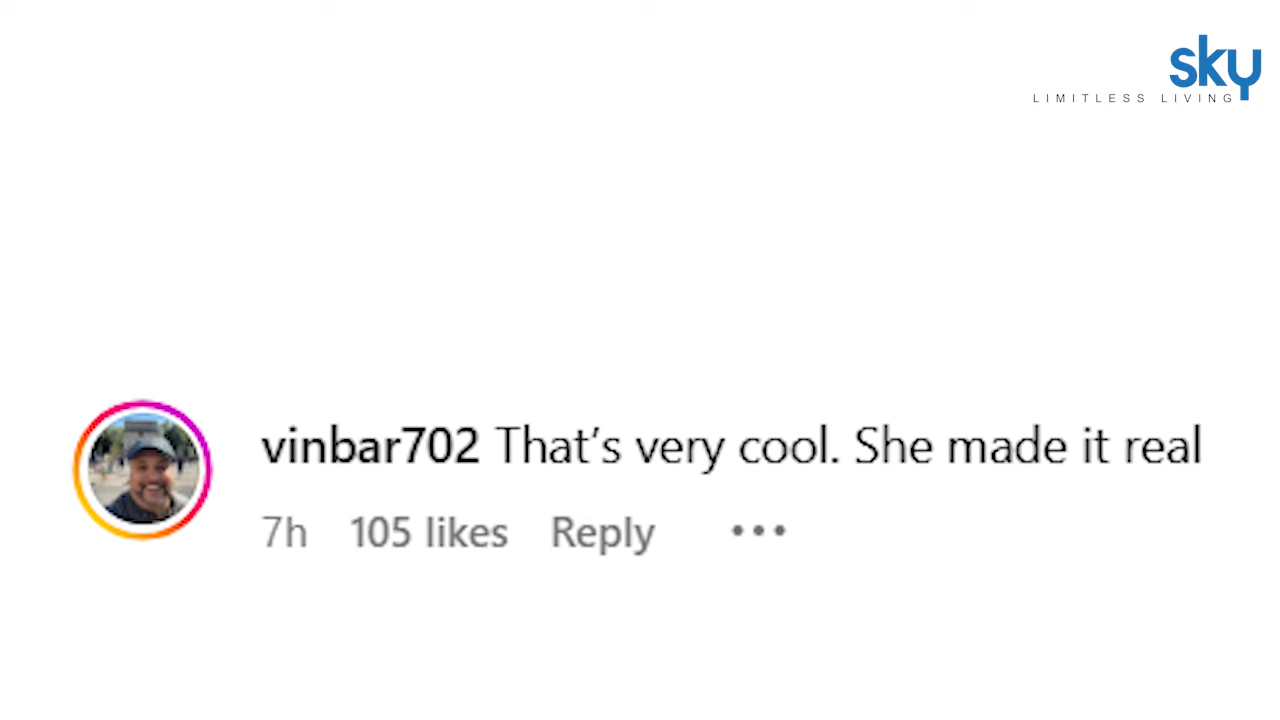 sky
LIMITLESS LIVING
vinbar702 That's very cool. She made it real
7h 105 likes Reply •••